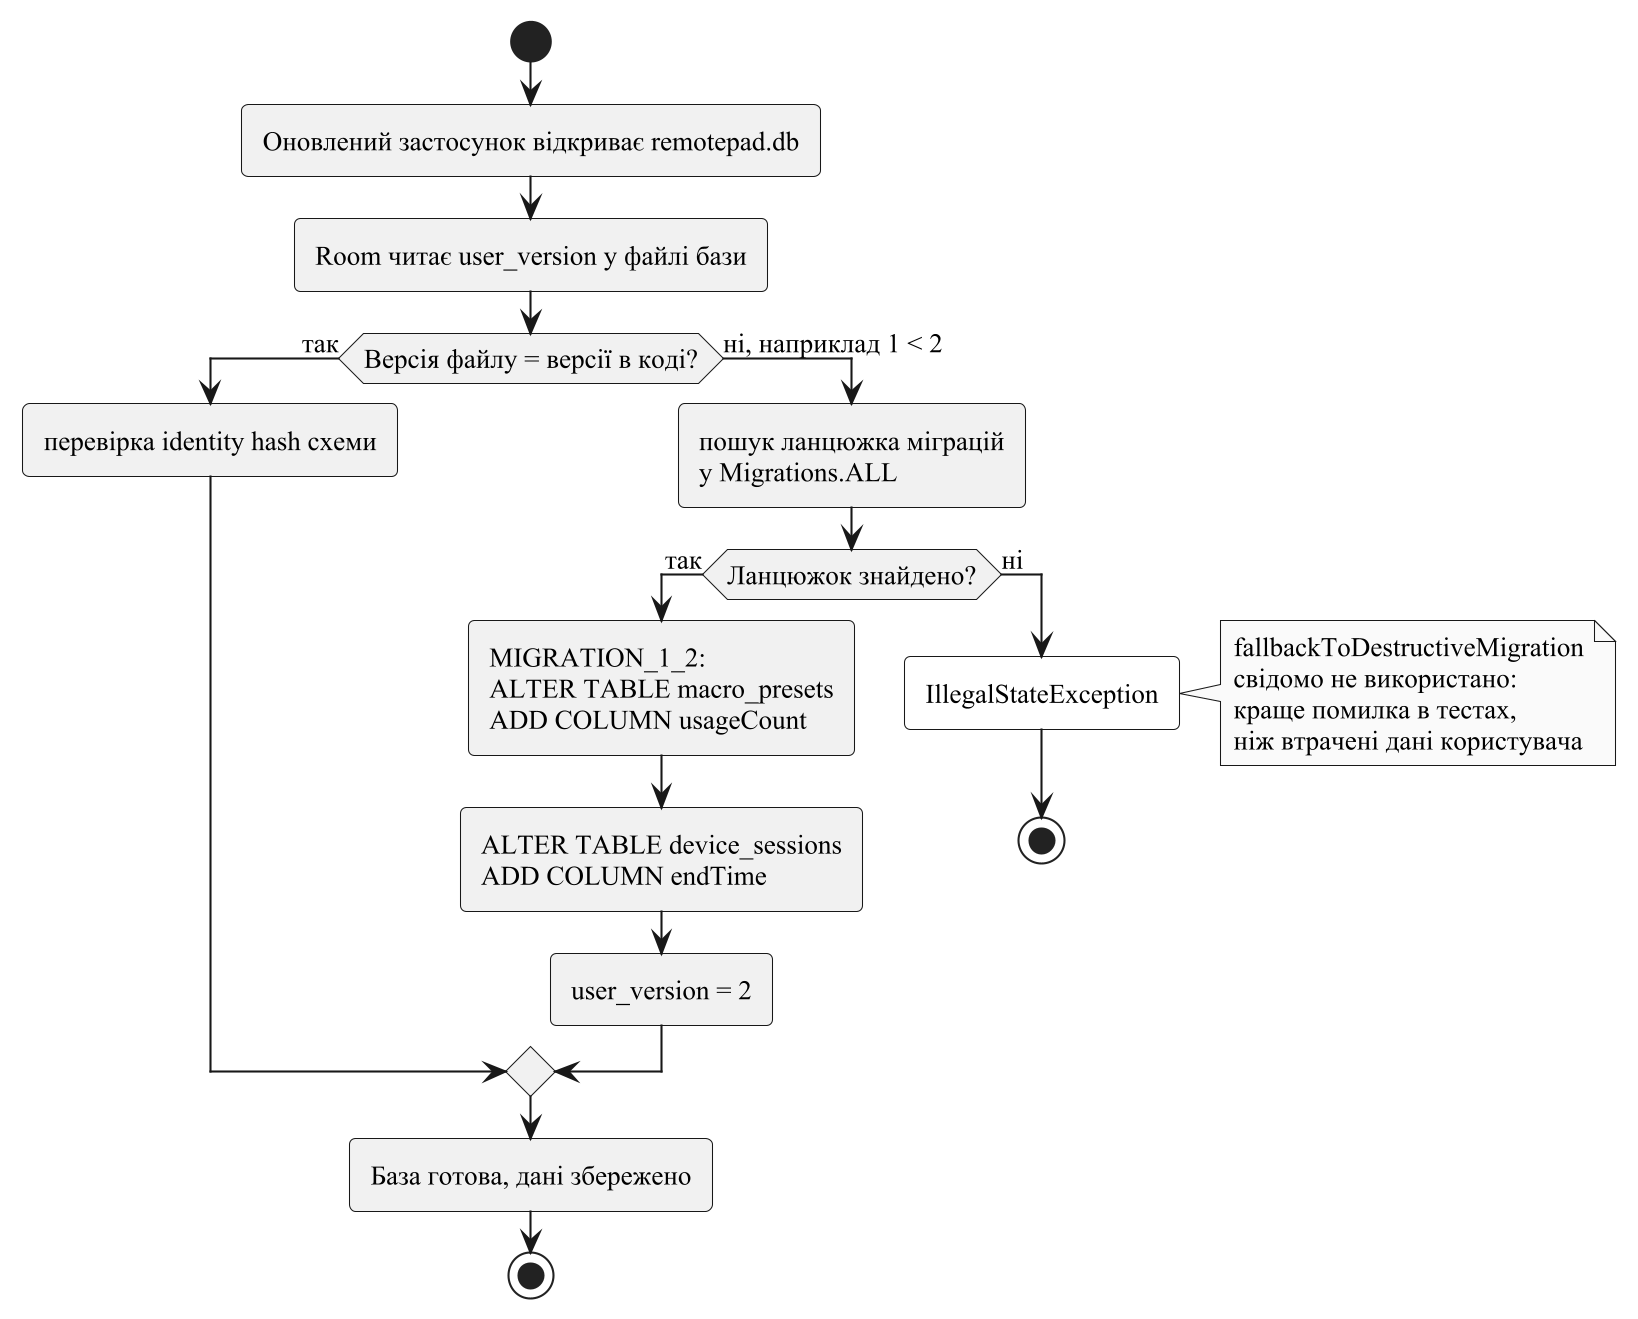 Оновлений застосунок відкриває remotepad.db
Room читає user_version у файлі бази
так
Версія файлу = версії в коді?
ні, наприклад 1 < 2
перевірка identity hash схеми
пошук ланцюжка міграцій
у Migrations.ALL
так
Ланцюжок знайдено?
ні
MIGRATION_1_2:
ALTER TABLE macro_presets
ADD COLUMN usageCount
IllegalStateException
fallbackToDestructiveMigration
свідомо не використано:
краще помилка в тестах,
ніж втрачені дані користувача
ALTER TABLE device_sessions
ADD COLUMN endTime
user_version = 2
База готова, дані збережено